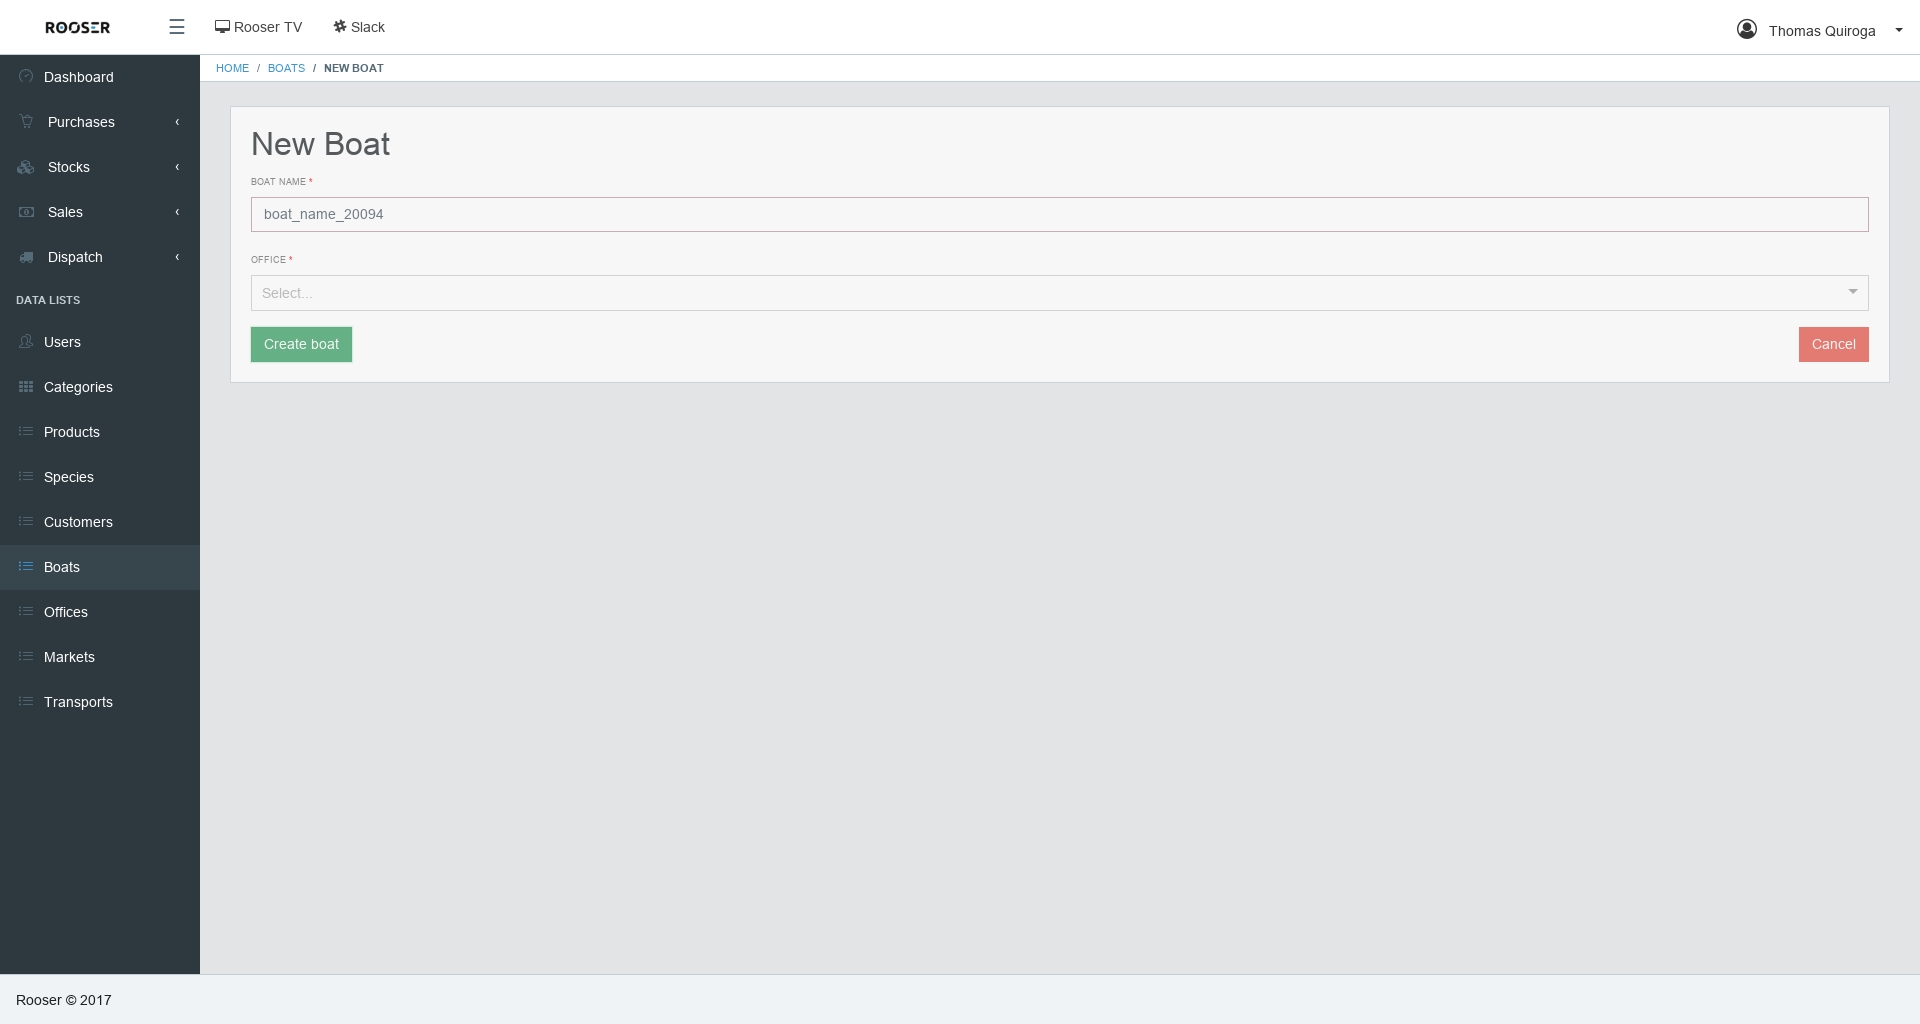 ROOSER
☰
Rooser TV
Slack
Thomas Quiroga
HOME / BOATS / NEW BOAT
Dashboard
Purchases
Stocks
Sales
Dispatch
DATA LISTS
Users
Categories
Products
Species
Customers
Boats
Offices
Markets
Transports
New Boat
BOAT NAME *
boat_name_20094
OFFICE *
Select...
Create boat
Cancel
Rooser © 2017